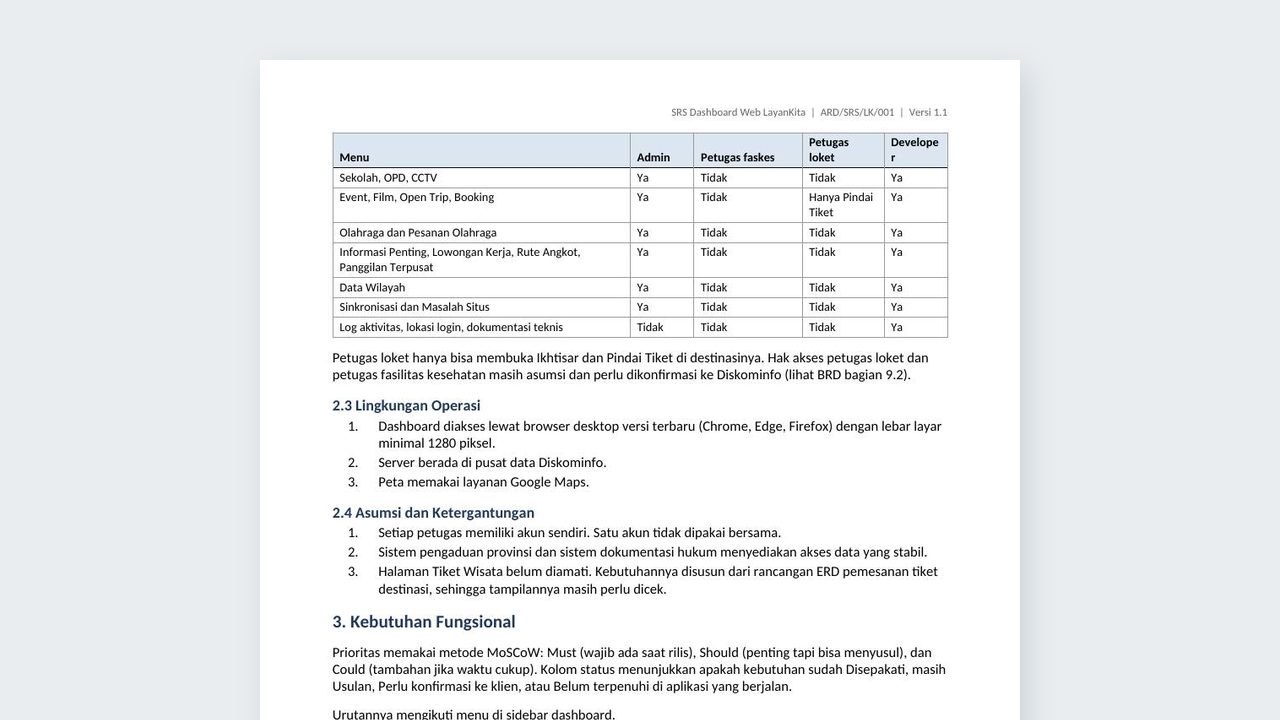 SRS Dashboard Web LayanKita | ARD/SRS/LK/001 | Versi 1.1
Menu Admin Petugas faskes Petugas loket Developer
Sekolah, OPD, CCTV Ya Tidak Tidak Ya
Event, Film, Open Trip, Booking Ya Tidak Hanya Pindai Tiket Ya
Olahraga dan Pesanan Olahraga Ya Tidak Tidak Ya
Informasi Penting, Lowongan Kerja, Rute Angkot, Panggilan Terpusat Ya Tidak Tidak Ya
Data Wilayah Ya Tidak Tidak Ya
Sinkronisasi dan Masalah Situs Ya Tidak Tidak Ya
Log aktivitas, lokasi login, dokumentasi teknis Tidak Tidak Tidak Ya
Petugas loket hanya bisa membuka Ikhtisar dan Pindai Tiket di destinasinya. Hak akses petugas loket dan
petugas fasilitas kesehatan masih asumsi dan perlu dikonfirmasi ke Diskominfo (lihat BRD bagian 9.2).
2.3 Lingkungan Operasi
1. Dashboard diakses lewat browser desktop versi terbaru (Chrome, Edge, Firefox) dengan lebar layar
minimal 1280 piksel.
2. Server berada di pusat data Diskominfo.
3. Peta memakai layanan Google Maps.
2.4 Asumsi dan Ketergantungan
1. Setiap petugas memiliki akun sendiri. Satu akun tidak dipakai bersama.
2. Sistem pengaduan provinsi dan sistem dokumentasi hukum menyediakan akses data yang stabil.
3. Halaman Tiket Wisata belum diamati. Kebutuhannya disusun dari rancangan ERD pemesanan tiket
destinasi, sehingga tampilannya masih perlu dicek.
3. Kebutuhan Fungsional
Prioritas memakai metode MoSCoW: Must (wajib ada saat rilis), Should (penting tapi bisa menyusul), dan
Could (tambahan jika waktu cukup). Kolom status menunjukkan apakah kebutuhan sudah Disepakati, masih
Usulan, Perlu konfirmasi ke klien, atau Belum terpenuhi di aplikasi yang berjalan.
Urutannya mengikuti menu di sidebar dashboard.